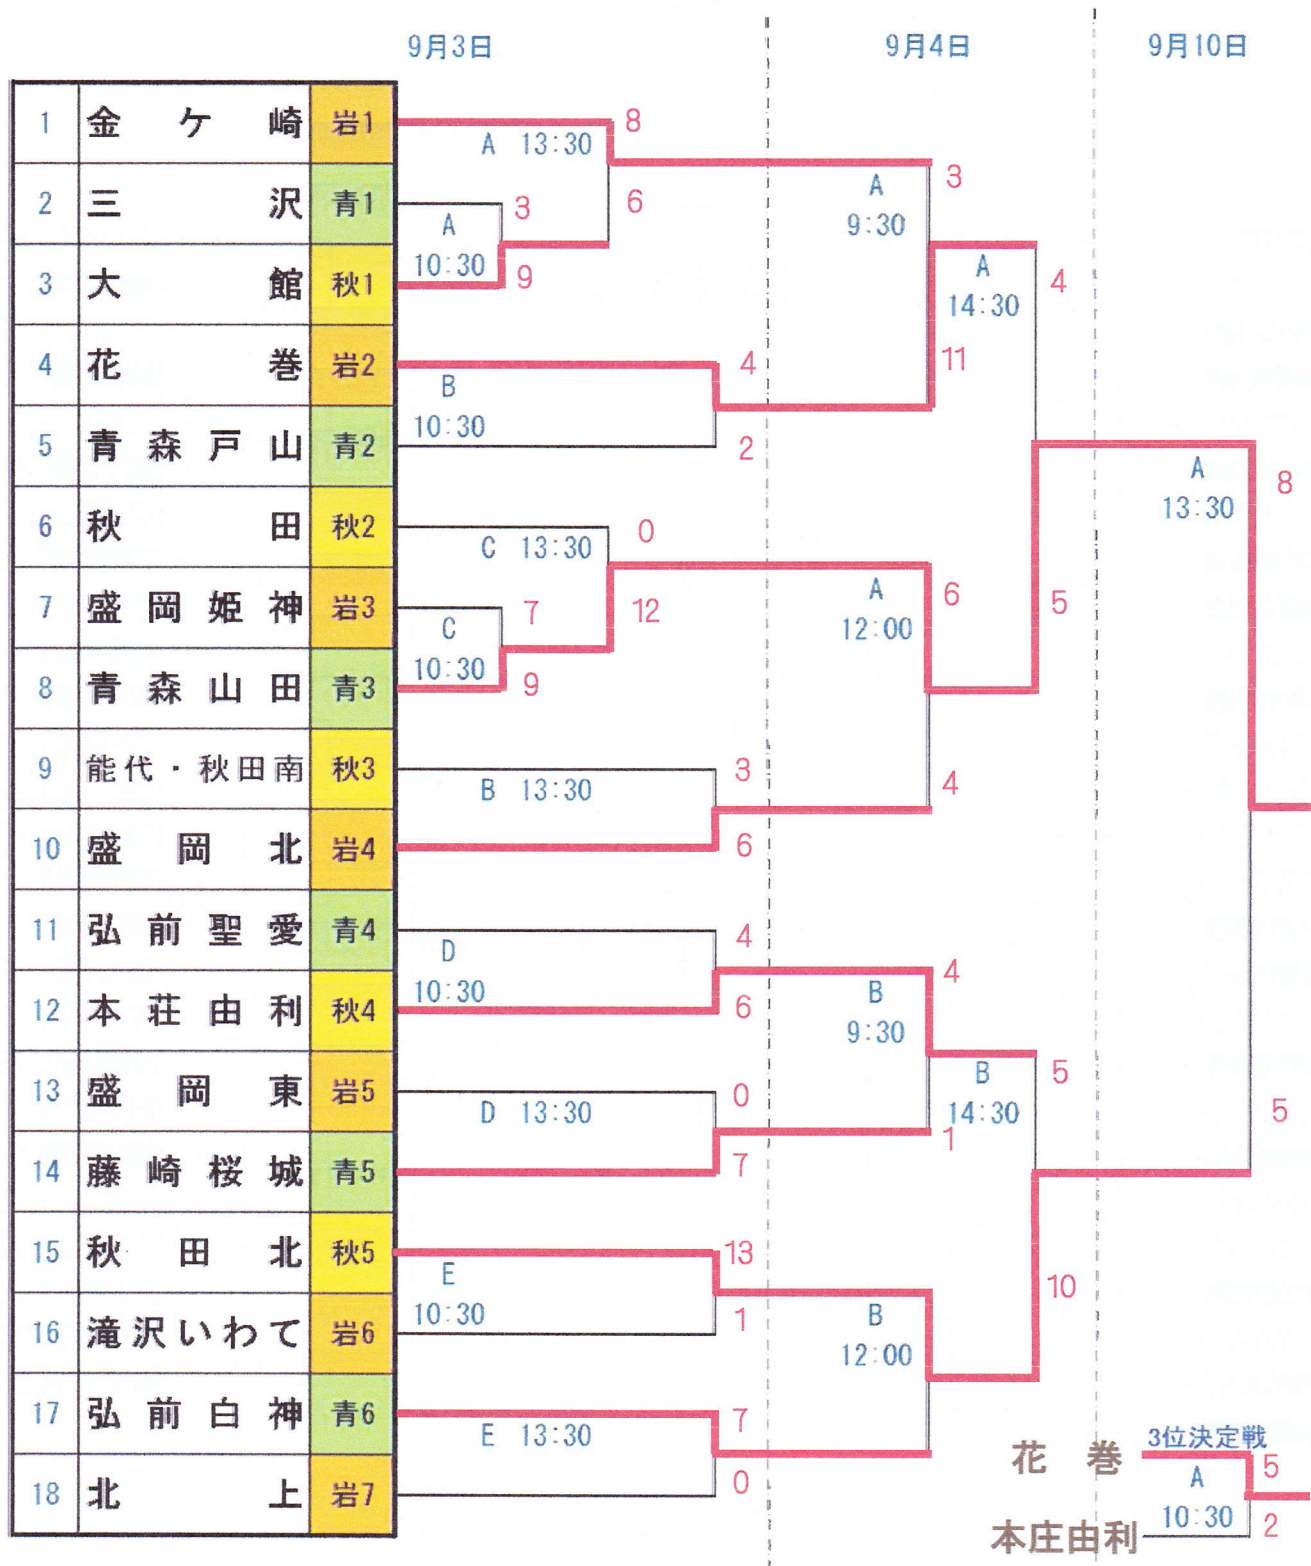 9月3日 9月4日 9月10日
1 金ケ崎 岩1
8
A 13:30
3
2 三沢 青1
3
6
A
9:30
A
10:30
3 大館 秋1
9
A
14:30
4
4 花巻 岩2
4
11
B
10:30
5 青森戸山 青2
2
A
13:30
8
6 秋田 秋2
0
C 13:30
7 盛岡姫神 岩3
7
12
A
12:00
6
5
C
10:30
8 青森山田 青3
9
9 能代・秋田南 秋3
3
4
B 13:30
10 盛岡北 岩4
6
11 弘前聖愛 青4
4
4
D
10:30
12 本荘由利 秋4
6
B
9:30
13 盛岡東 岩5
0
B
14:30
5
5
D 13:30
1
14 藤崎桜城 青5
7
15 秋田北 秋5
13
E
10:30
10
16 滝沢いわて 岩6
1
B
12:00
17 弘前白神 青6
7
E 13:30
18 北上 岩7
0
3位決定戦
花巻
5
A
10:30
本庄由利
2